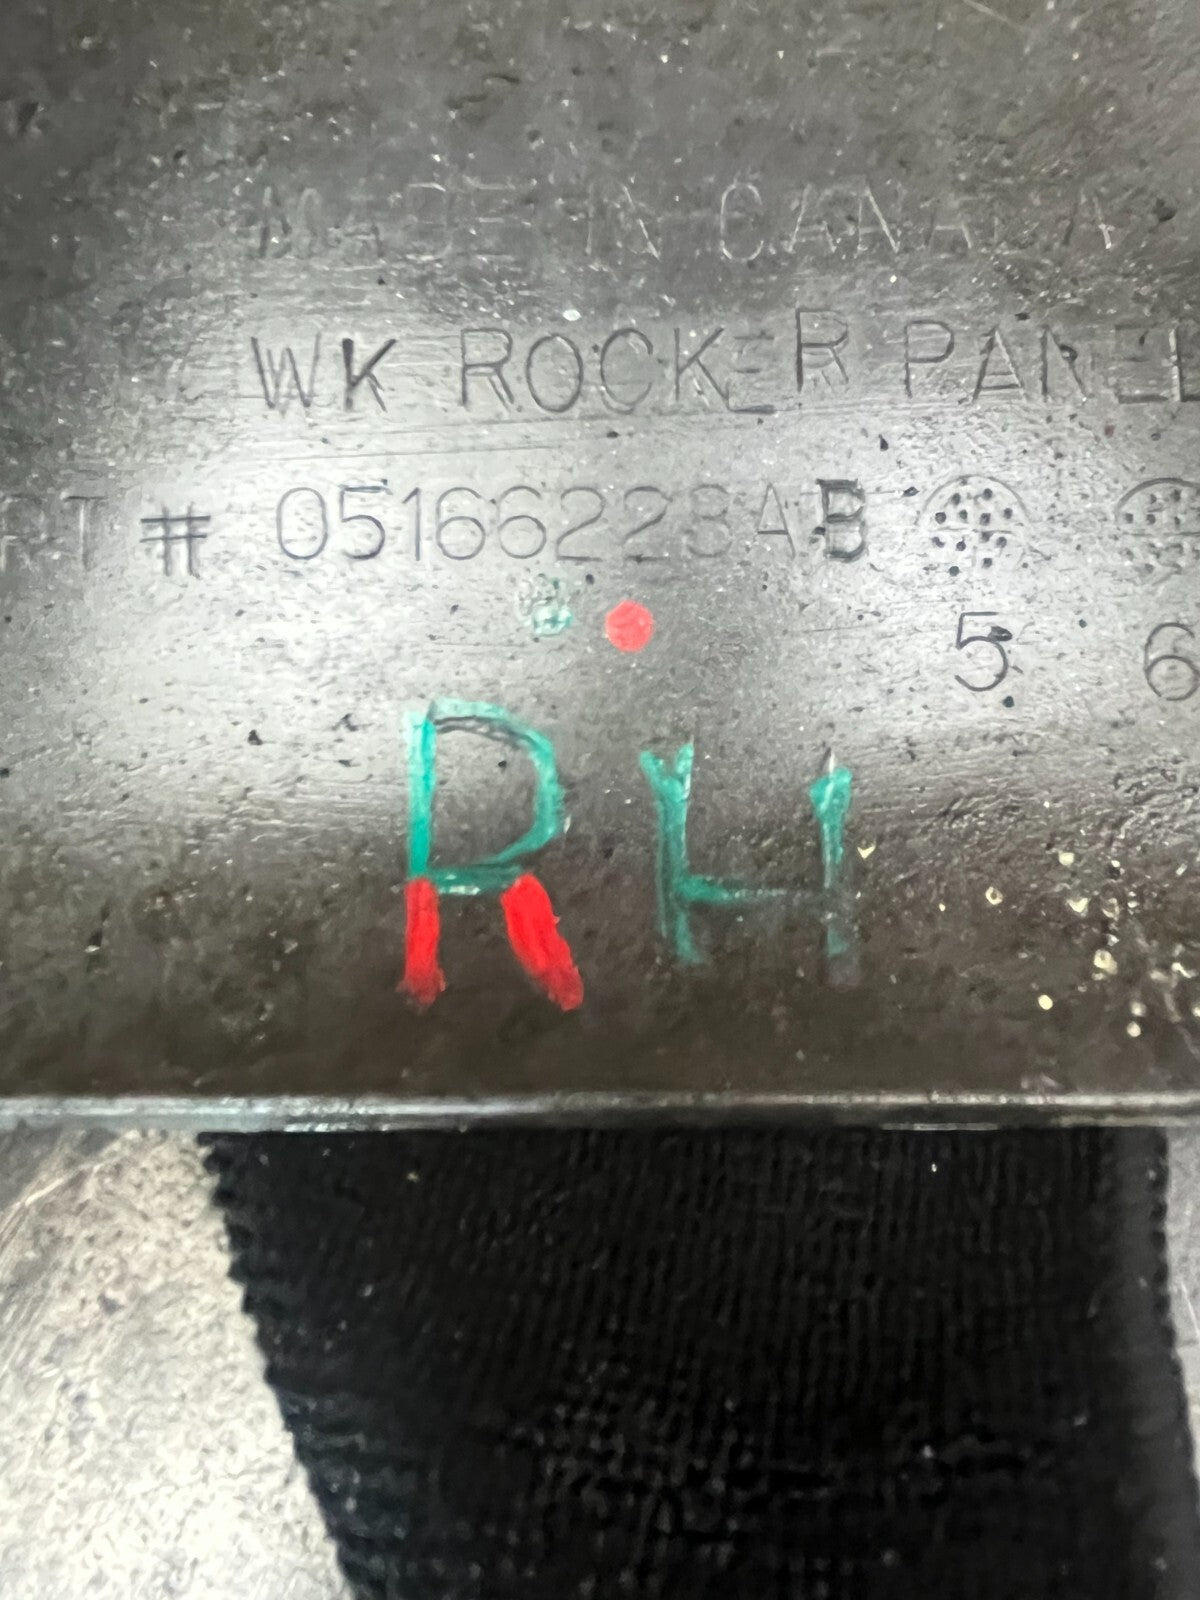 MADE IN CANADA
WK ROCKER PANEL
RT # 05166228AB
5 6
RH